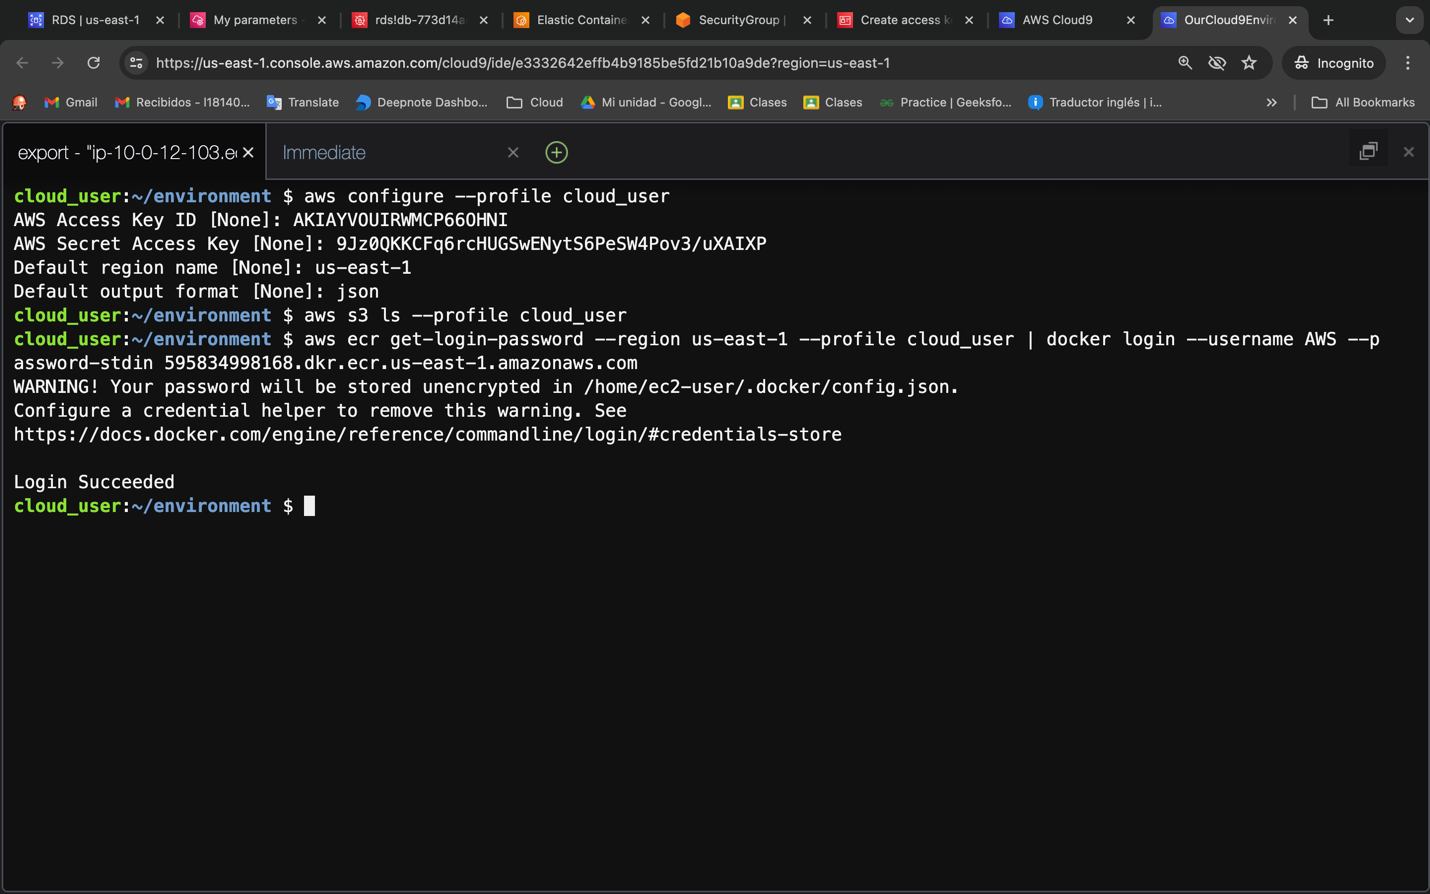 RDS | us-east-1
My parameters
rds!db-773d14a
Elastic Containe
SecurityGroup |
Create access k
AWS Cloud9
OurCloud9Envir
https://us-east-1.console.aws.amazon.com/cloud9/ide/e3332642effb4b9185be5fd21b10a9de?region=us-east-1
Incognito
Gmail
Recibidos - l18140...
Translate
Deepnote Dashbo...
Cloud
Mi unidad - Googl...
Clases
Clases
Practice | Geeksfo...
Traductor inglés | i...
All Bookmarks
export - "ip-10-0-12-103.e
Immediate
cloud_user:~/environment $ aws configure --profile cloud_user
AWS Access Key ID [None]: AKIAYVOUIRWMCP66OHNI
AWS Secret Access Key [None]: 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
Default region name [None]: us-east-1
Default output format [None]: json
cloud_user:~/environment $ aws s3 ls --profile cloud_user
cloud_user:~/environment $ aws ecr get-login-password --region us-east-1 --profile cloud_user | docker login --username AWS --p
assword-stdin 595834998168.dkr.ecr.us-east-1.amazonaws.com
WARNING! Your password will be stored unencrypted in /home/ec2-user/.docker/config.json.
Configure a credential helper to remove this warning. See
https://docs.docker.com/engine/reference/commandline/login/#credentials-store
Login Succeeded
cloud_user:~/environment $